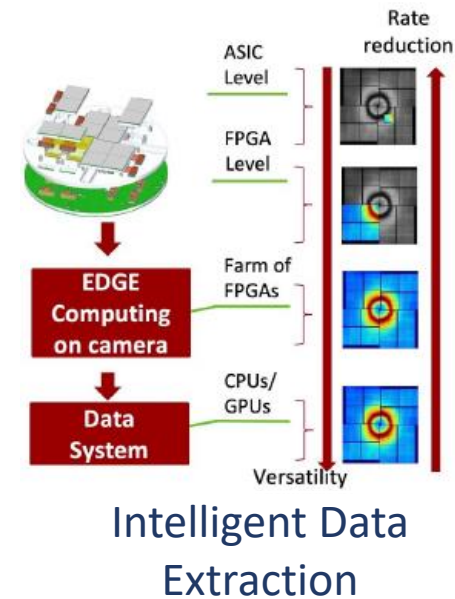 Rate
reduction
ASIC
Level
FPGA
Level
EDGE
Computing
on camera
Farm of
FPGAs
CPUs/
GPUs
Data
System
Versatility
Intelligent Data
Extraction